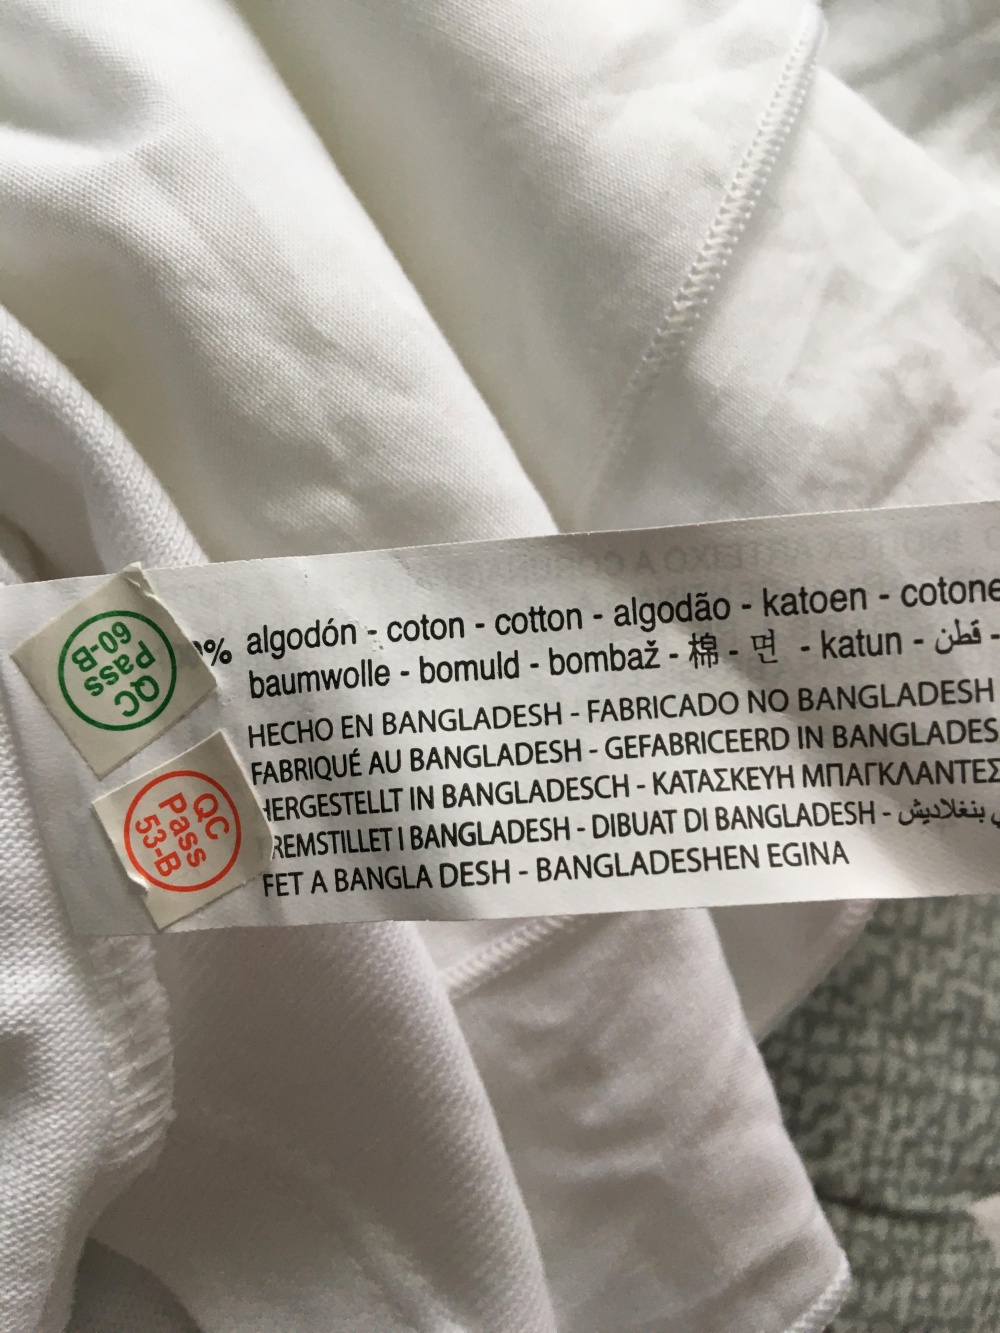 % algodón - coton - cotton - algodão - katoen - cotone
baumwolle - bomuld - bombaž - 棉 - 면 - katun - قطن -
HECHO EN BANGLADESH - FABRICADO NO BANGLADESH
FABRIQUÉ AU BANGLADESH - GEFABRICEERD IN BANGLADES
HERGESTELLT IN BANGLADESCH - ΚΑΤΑΣΚΕΥΗ ΜΠΑΓΚΛΑΝΤΕΣ
REMSTILLET I BANGLADESH - DIBUAT DI BANGLADESH - بنغلاديش
FET A BANGLA DESH - BANGLADESHEN EGINA
QC
Pass
60-B
QC
Pass
53-B